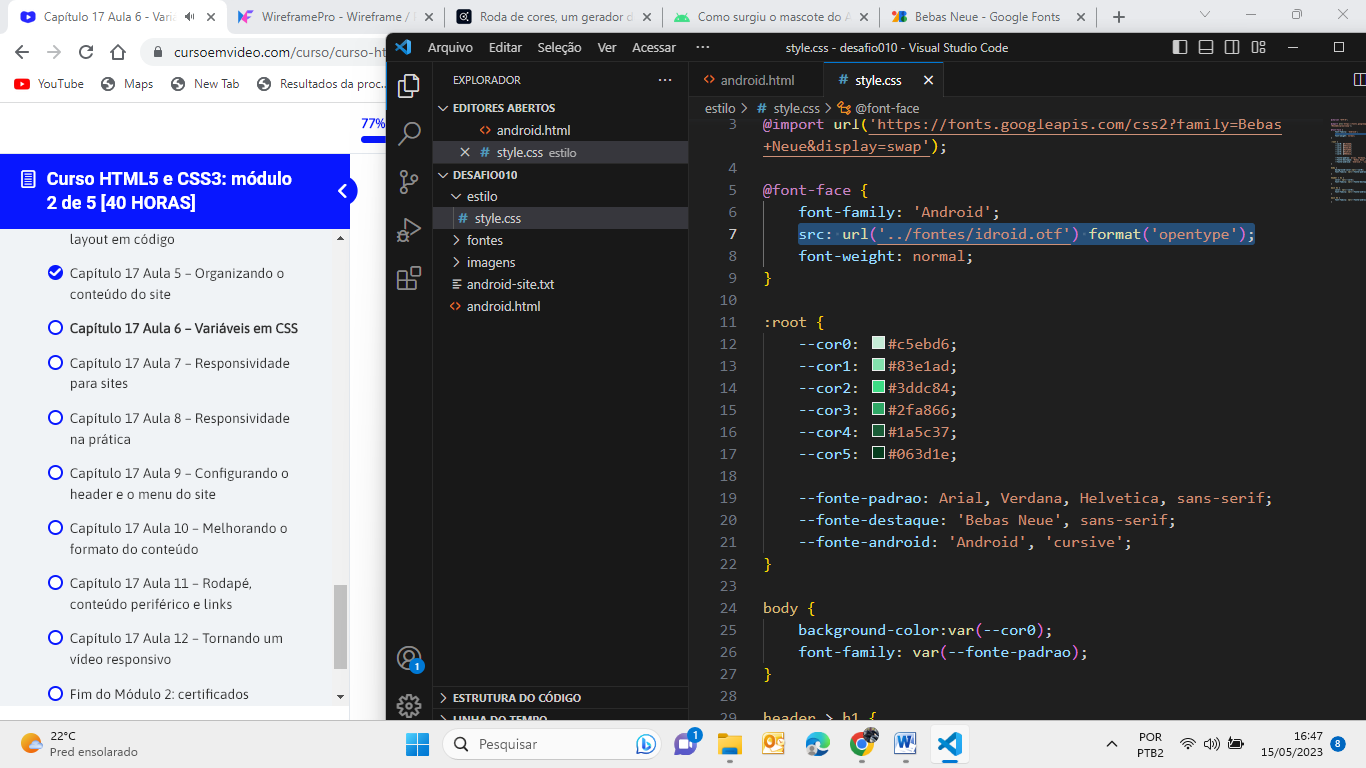 Capítulo 17 Aula 6 - Vari
WireframePro - Wireframe /
Roda de cores, um gerador d
Como surgiu o mascote do A
Bebas Neue - Google Fonts
cursoemvideo.com/curso/curso-ht
YouTube
Maps
New Tab
Resultados da proc...
77%
Curso HTML5 e CSS3: módulo
2 de 5 [40 HORAS]
layout em código
Capítulo 17 Aula 5 – Organizando o
conteúdo do site
Capítulo 17 Aula 6 – Variáveis em CSS
Capítulo 17 Aula 7 – Responsividade
para sites
Capítulo 17 Aula 8 – Responsividade
na prática
Capítulo 17 Aula 9 – Configurando o
header e o menu do site
Capítulo 17 Aula 10 – Melhorando o
formato do conteúdo
Capítulo 17 Aula 11 – Rodapé,
conteúdo periférico e links
Capítulo 17 Aula 12 – Tornando um
vídeo responsivo
Fim do Módulo 2: certificados
Arquivo Editar Seleção Ver Acessar ···
style.css - desafio010 - Visual Studio Code
EXPLORADOR ···
EDITORES ABERTOS
android.html
style.css estilo
DESAFIO010
estilo
style.css
fontes
imagens
android-site.txt
android.html
ESTRUTURA DO CÓDIGO
LINHA DO TEMPO
1
android.html
style.css
estilo > style.css > @font-face
3 @import url('https://fonts.googleapis.com/css2?family=Bebas
+Neue&display=swap');
4
5 @font-face {
6 font-family: 'Android';
7 src: url('../fontes/idroid.otf') format('opentype');
8 font-weight: normal;
9 }
10
11 :root {
12 --cor0: #c5ebd6;
13 --cor1: #83e1ad;
14 --cor2: #3ddc84;
15 --cor3: #2fa866;
16 --cor4: #1a5c37;
17 --cor5: #063d1e;
18
19 --fonte-padrao: Arial, Verdana, Helvetica, sans-serif;
20 --fonte-destaque: 'Bebas Neue', sans-serif;
21 --fonte-android: 'Android', 'cursive';
22 }
23
24 body {
25 background-color:var(--cor0);
26 font-family: var(--fonte-padrao);
27 }
28
29 header > h1 {
22°C
Pred ensolarado
Pesquisar
1
POR
PTB2
16:47
15/05/2023
8